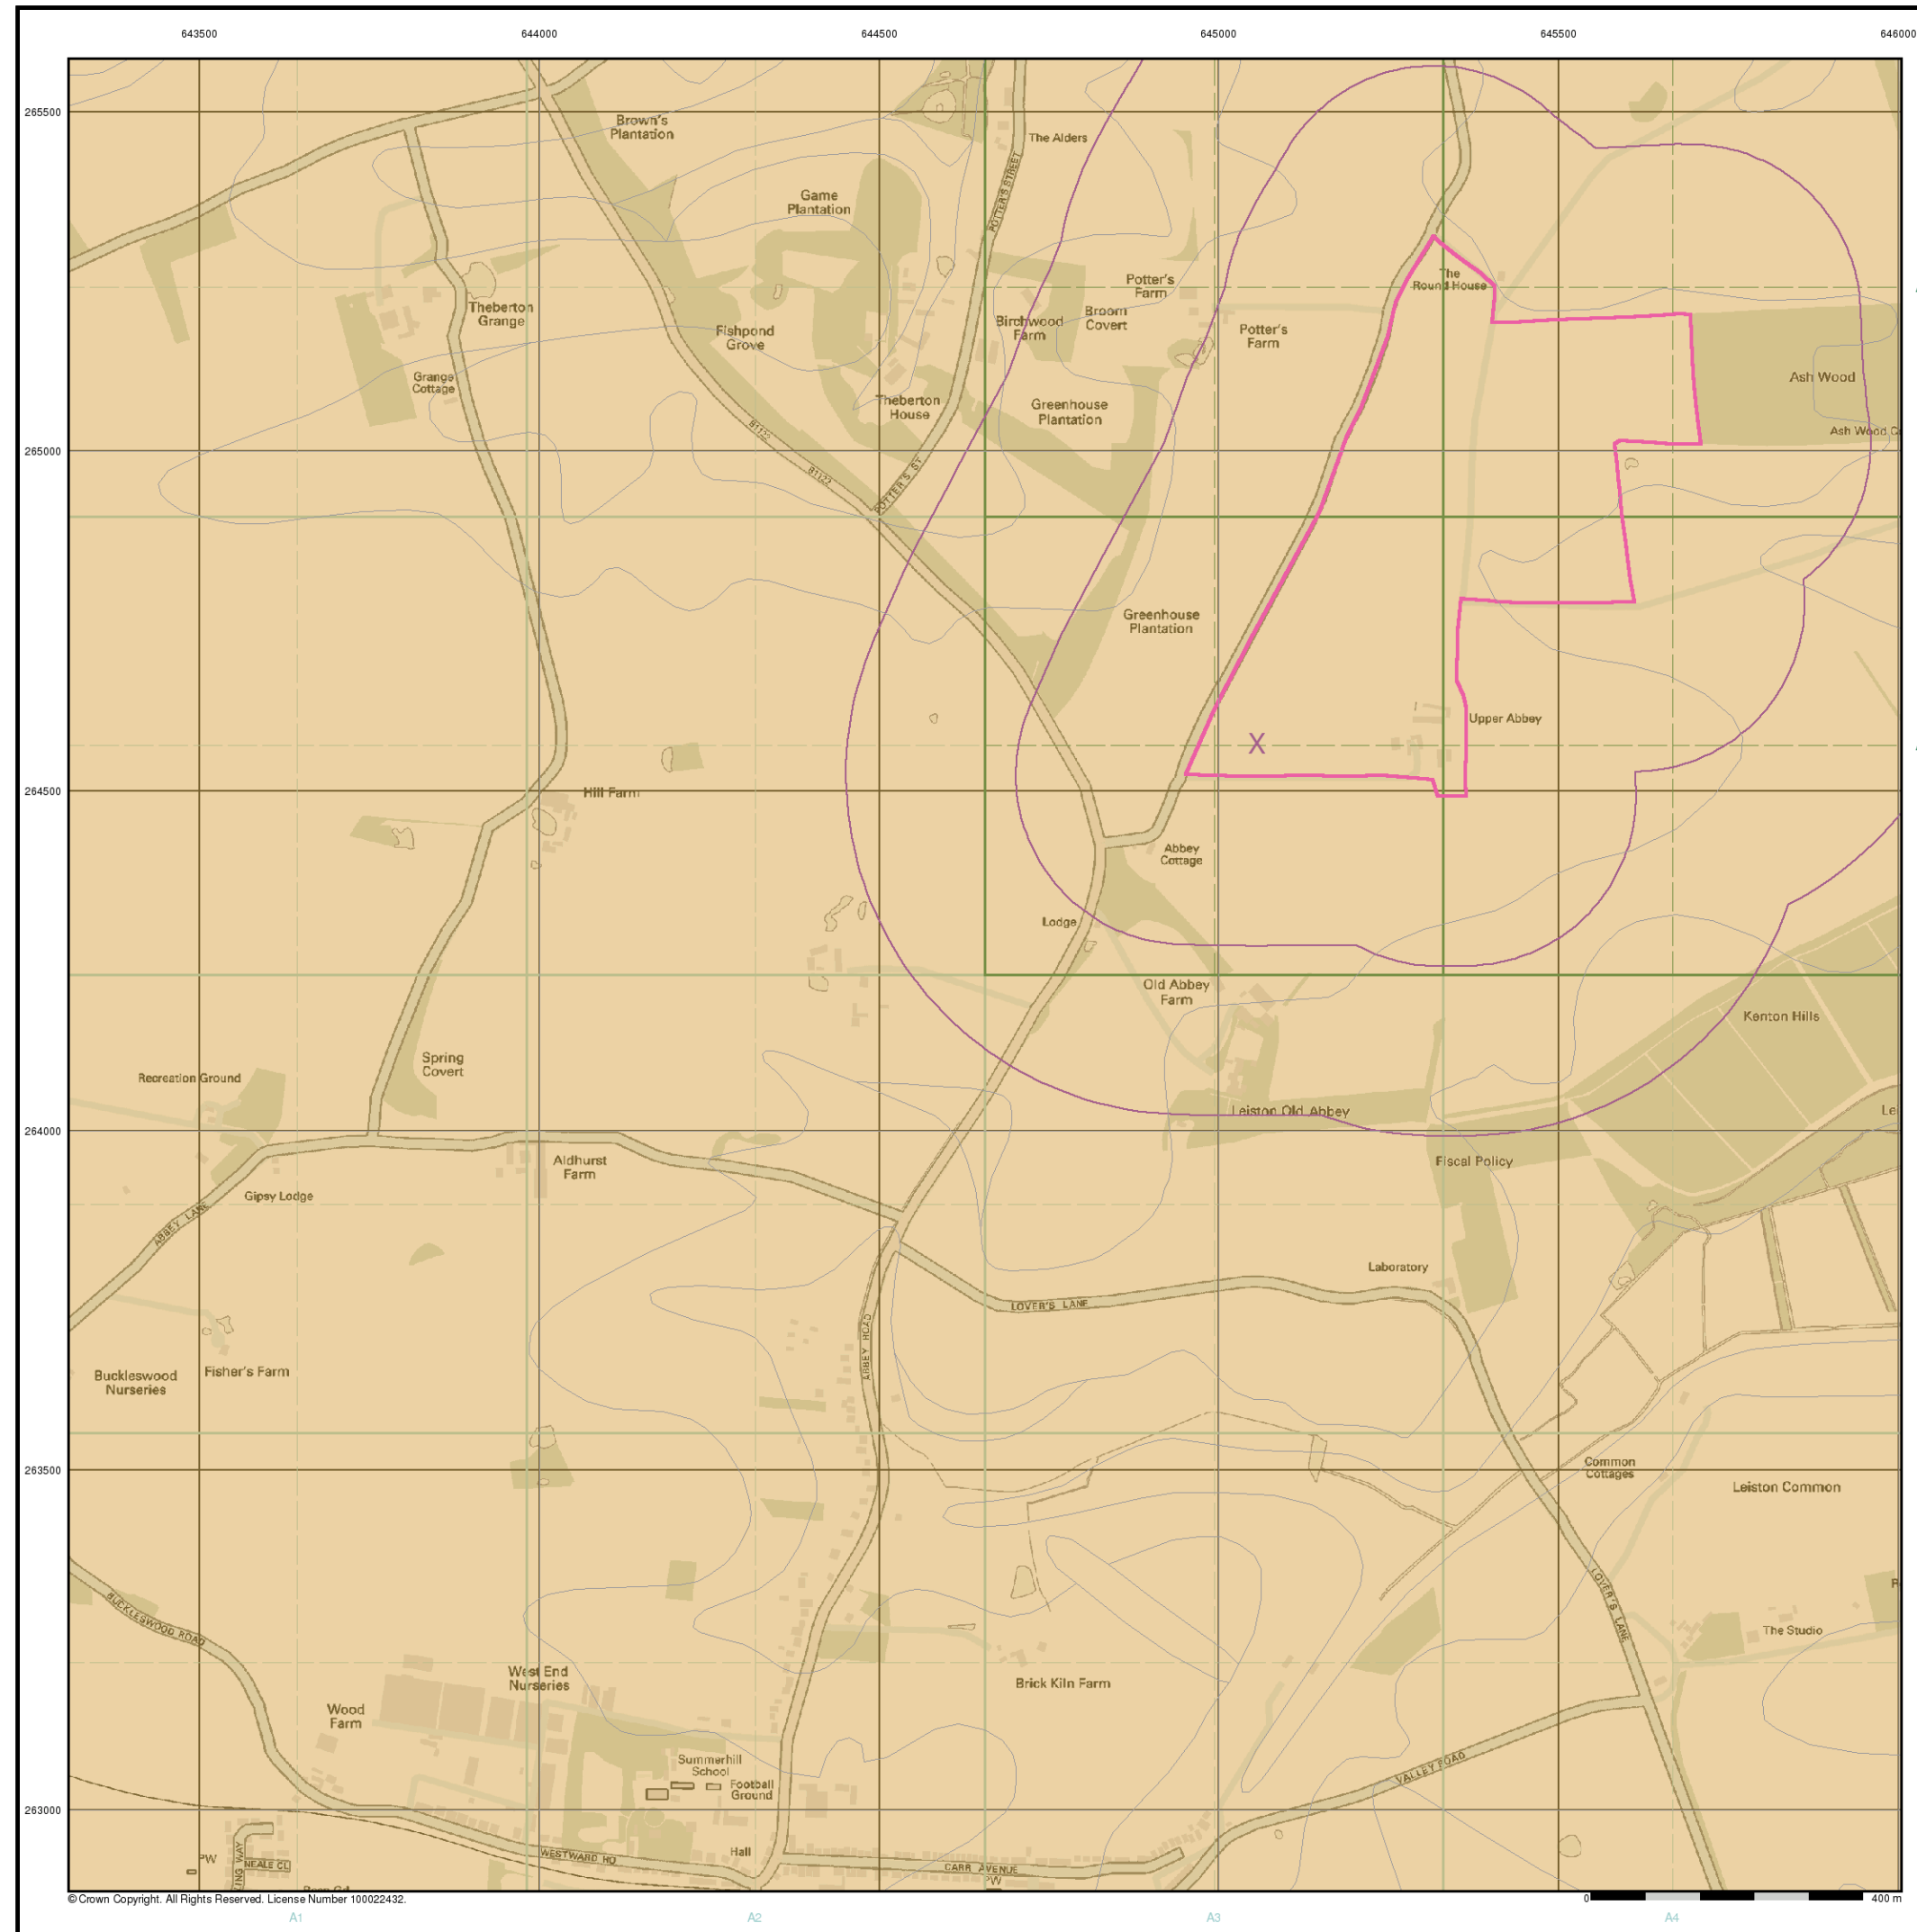 643500 644000 644500 645000 645500 646000
265500
265000
264500
264000
263500
263000
Brown's
Plantation
The Alders
POTTER'S STREET
Game
Plantation
Theberton
Grange
Fishpond
Grove
Birchwood
Farm
Broom
Covert
Potter's
Farm
Potter's
Farm
The
Round House
Grange
Cottage
Theberton
House
Greenhouse
Plantation
Ash Wood
Ash Wood C
B1122
B1122
POTTER'S ST
Greenhouse
Plantation
Upper Abbey
X
Hill Farm
Abbey
Cottage
Lodge
Old Abbey
Farm
Kenton Hills
Spring
Covert
Recreation Ground
Leiston Old Abbey
Le
Aldhurst
Farm
Fiscal Policy
Gipsy Lodge
ABBEY LANE
Laboratory
LOVER'S LANE
ABBEY ROAD
Buckleswood
Nurseries
Fisher's Farm
Common
Cottages
Leiston Common
BUCKLESWOOD ROAD
LOVER'S LANE
The Studio
West End
Nurseries
Brick Kiln Farm
Wood
Farm
Summerhill
School
Football
Ground
VALLEY ROAD
Hall
PW
LING WAY
NEALE CL
WESTWARD HO
CARR AVENUE
PW
© Crown Copyright. All Rights Reserved. License Number 100022432.
0 400 m
A1 A2 A3 A4